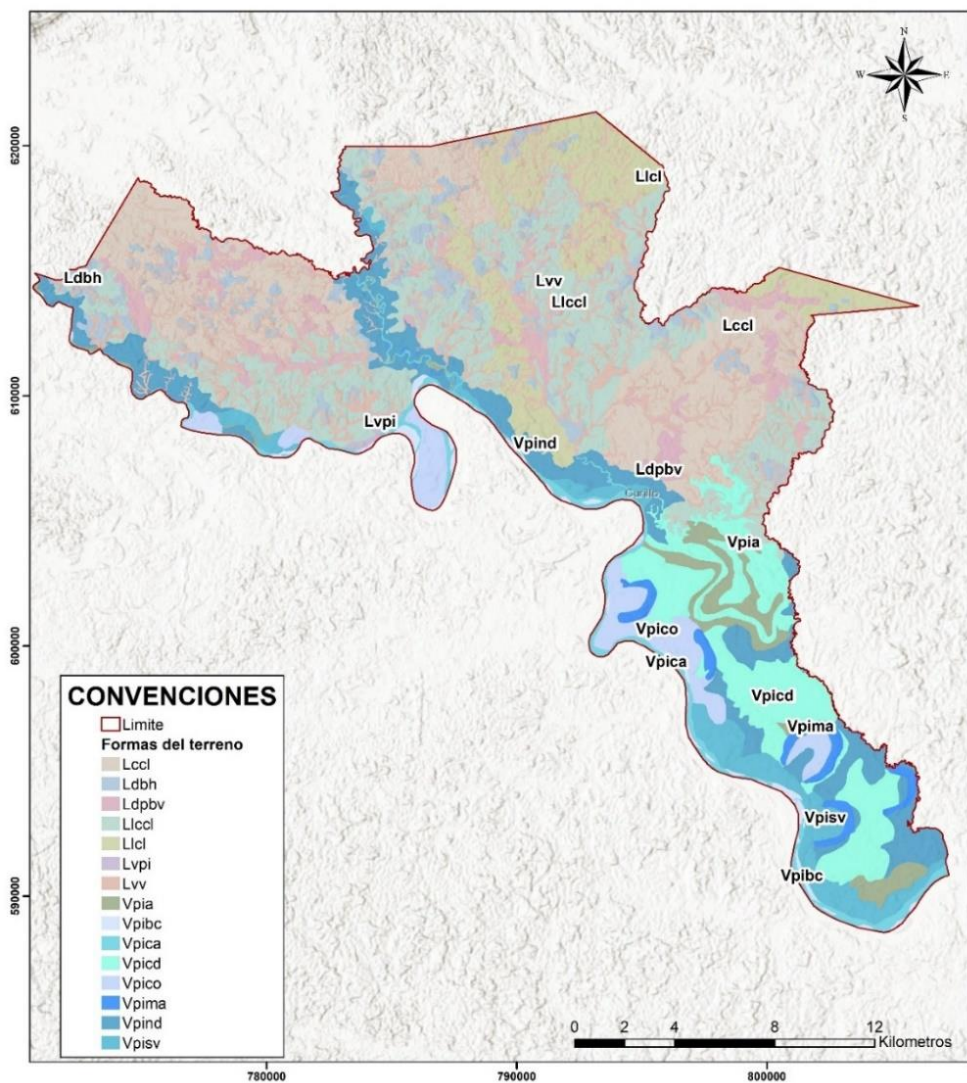 N
W E
S
620000
610000
600000
590000
Llcl
Ldbh
Lvv
Llccl
Lccl
Lvpi
Vpind
Ldpbv
Curillo
Vpia
Vpico
Vpica
Vpicd
Vpima
Vpisv
Vpibc
CONVENCIONES
Limite
Formas del terreno
Lccl
Ldbh
Ldpbv
Llccl
Llcl
Lvpi
Lvv
Vpia
Vpibc
Vpica
Vpicd
Vpico
Vpima
Vpind
Vpisv
0 2 4 8 12
Kilometros
780000 790000 800000